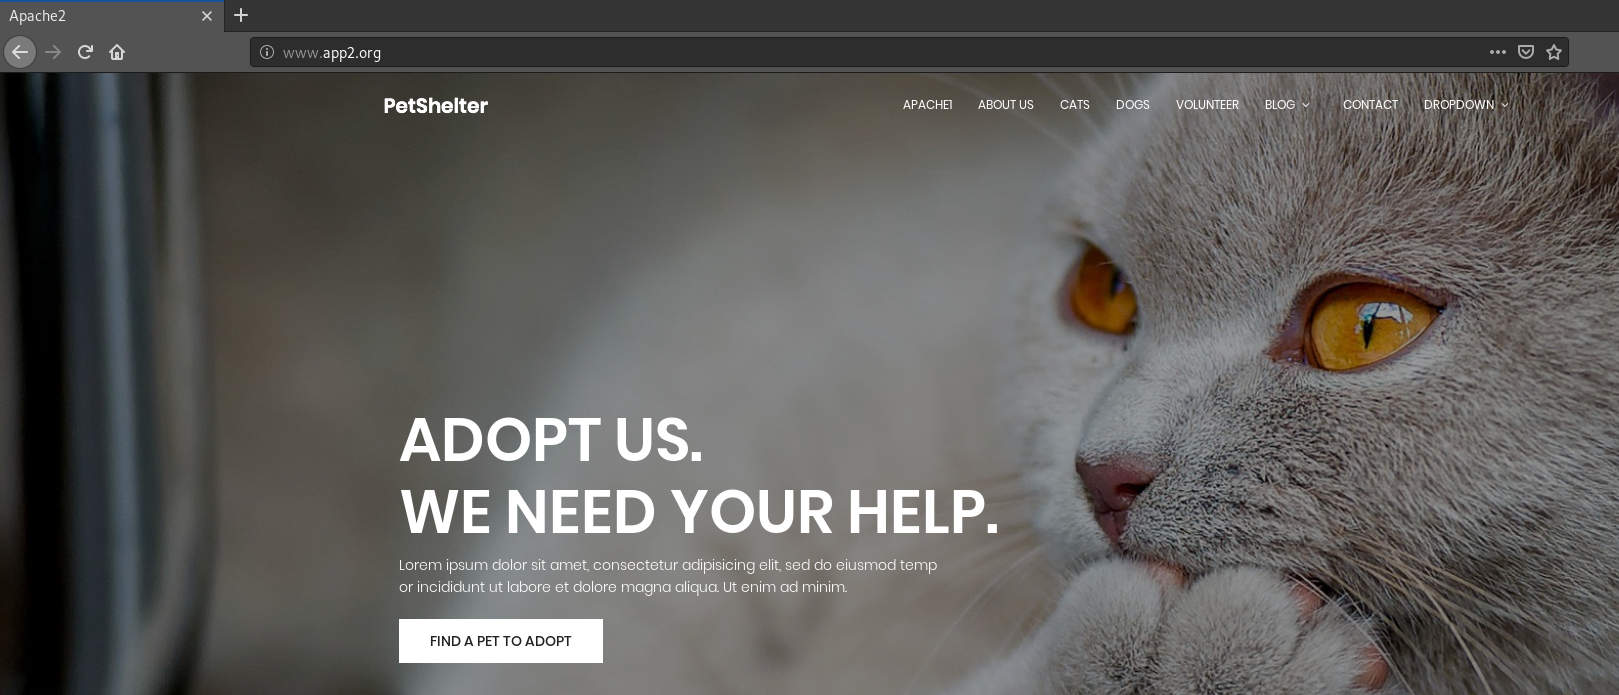 Apache2
www.app2.org
PetShelter
APACHE1 ABOUT US CATS DOGS VOLUNTEER BLOG CONTACT DROPDOWN
ADOPT US.
WE NEED YOUR HELP.
Lorem ipsum dolor sit amet, consectetur adipisicing elit, sed do eiusmod temp
or incididunt ut labore et dolore magna aliqua. Ut enim ad minim.
FIND A PET TO ADOPT